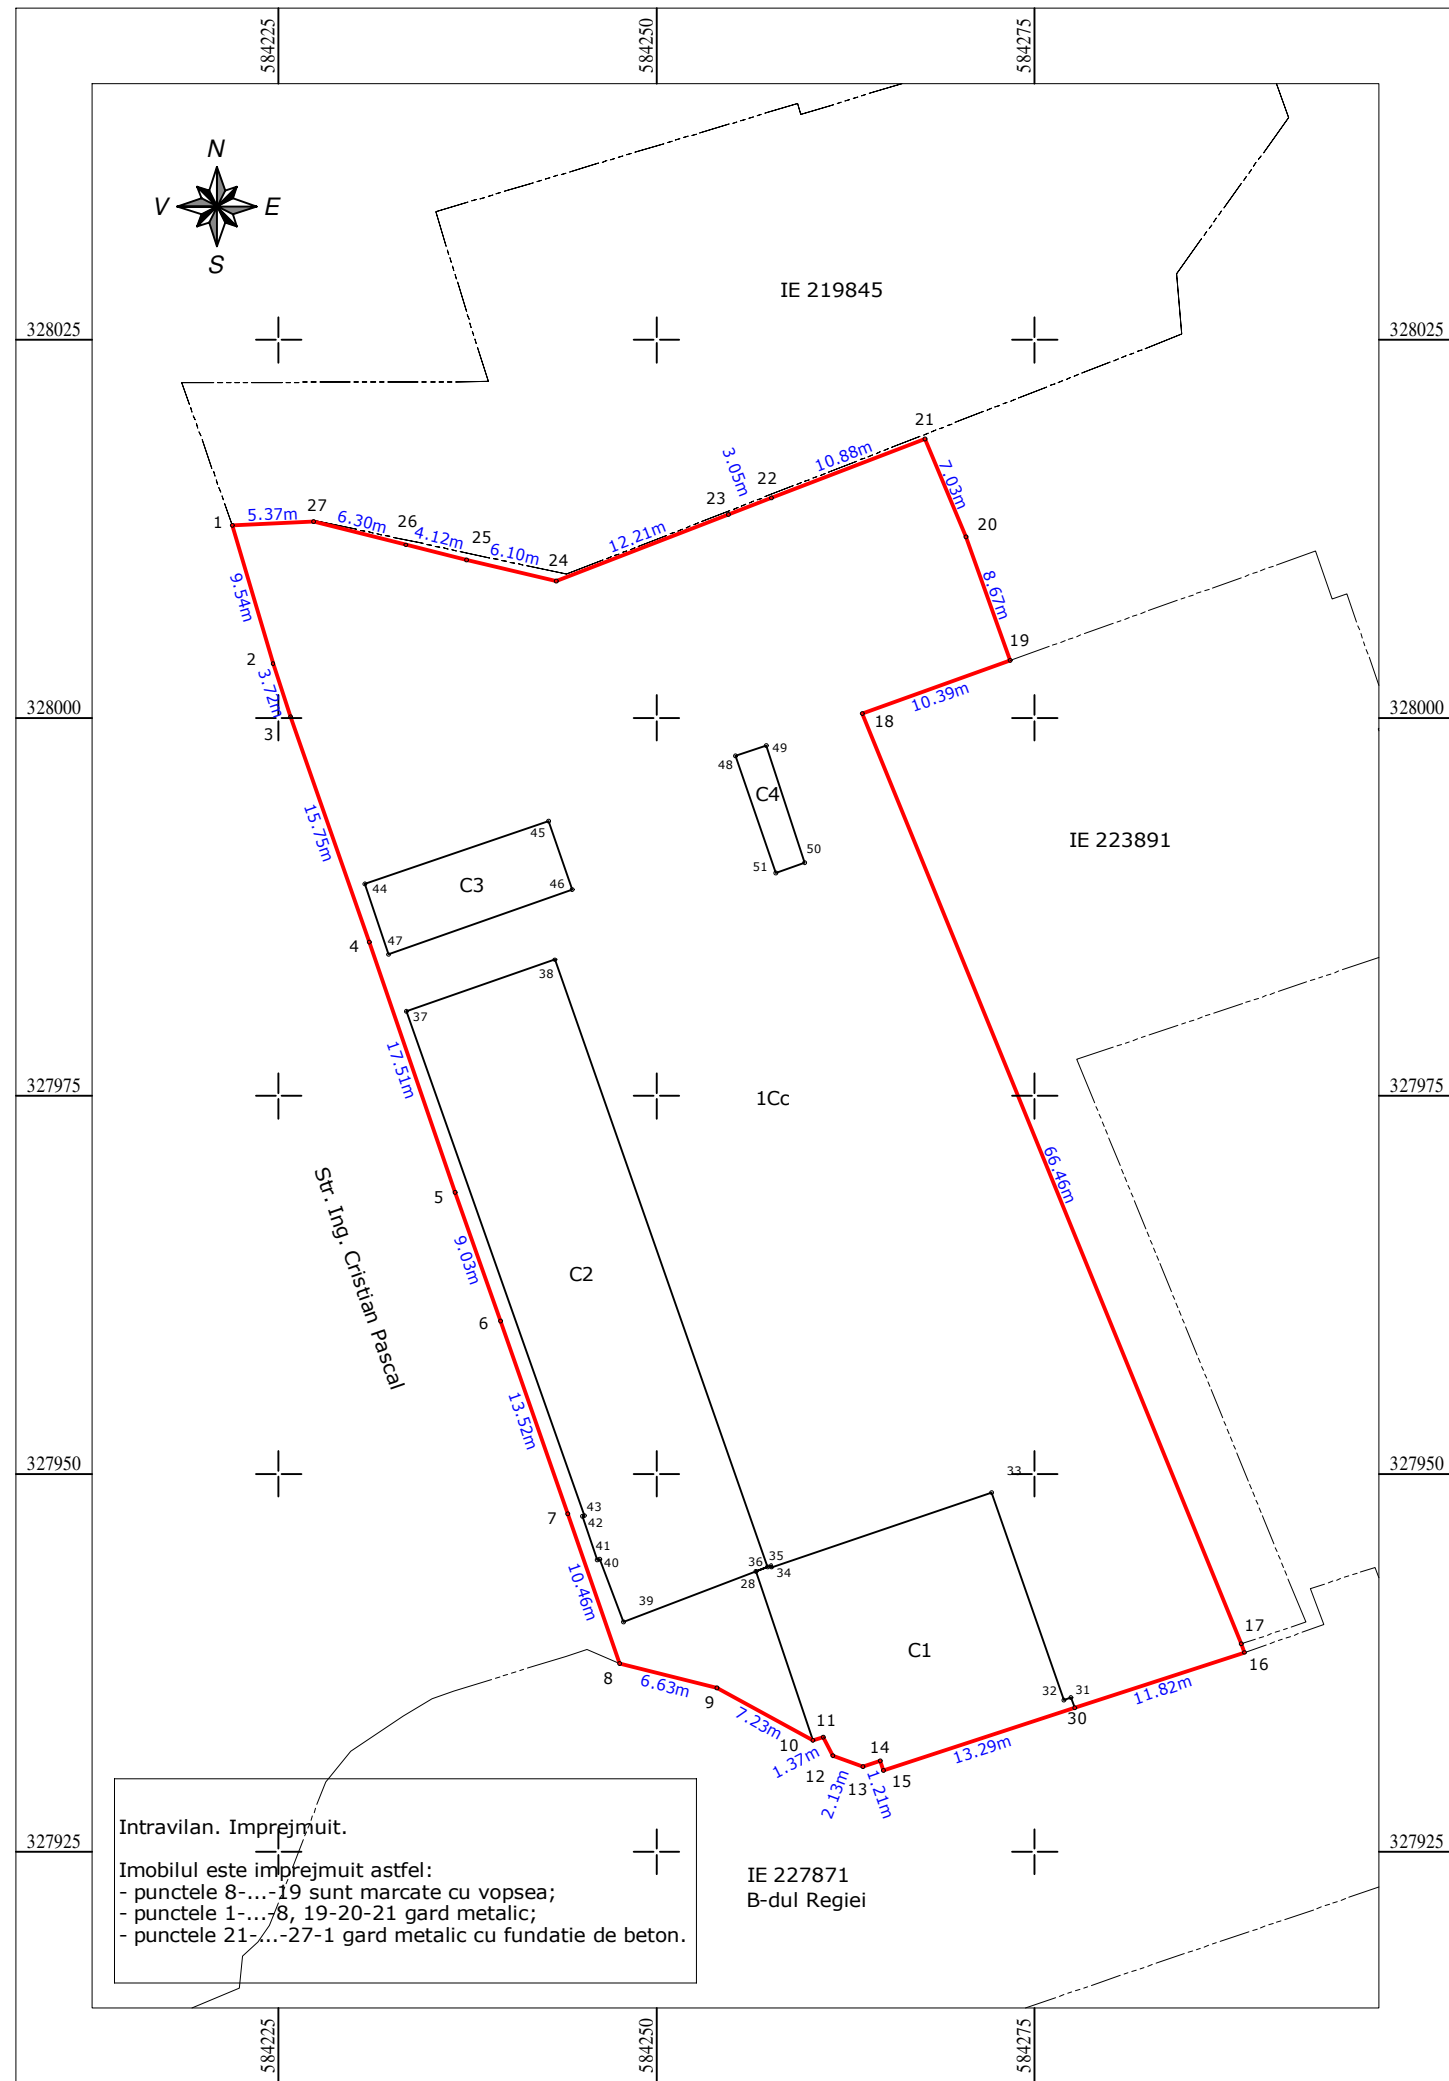 584225
584250
584275
N
V
E
S
IE 219845
328025
328025
21
10.88m
3.05m
22
7.03m
23
1
5.37m
27
6.30m
26
4.12m
25
6.10m
24
12.21m
20
9.54m
8.67m
19
2
3.72m
10.39m
328000
3
18
328000
49
48
C4
15.75m
45
IE 223891
50
51
44
C3
46
4
47
38
37
17.51m
327975
1Cc
327975
66.46m
Str. Ing. Cristian Pascal
5
9.03m
C2
6
13.52m
327950
33
327950
7
43
42
41
40
36
35
34
28
10.46m
39
C1
17
16
8
6.63m
9
32
31
30
11.82m
7.23m
11
10
1.37m
12
2.13m
13
14
1.21m
15
13.29m
Intravilan. Imprejmuit.
327925
327925
Imobilul este imprejmuit astfel:
- punctele 8-...-19 sunt marcate cu vopsea;
- punctele 1-...-8, 19-20-21 gard metalic;
- punctele 21-...-27-1 gard metalic cu fundatie de beton.
IE 227871
B-dul Regiei
584225
584250
584275